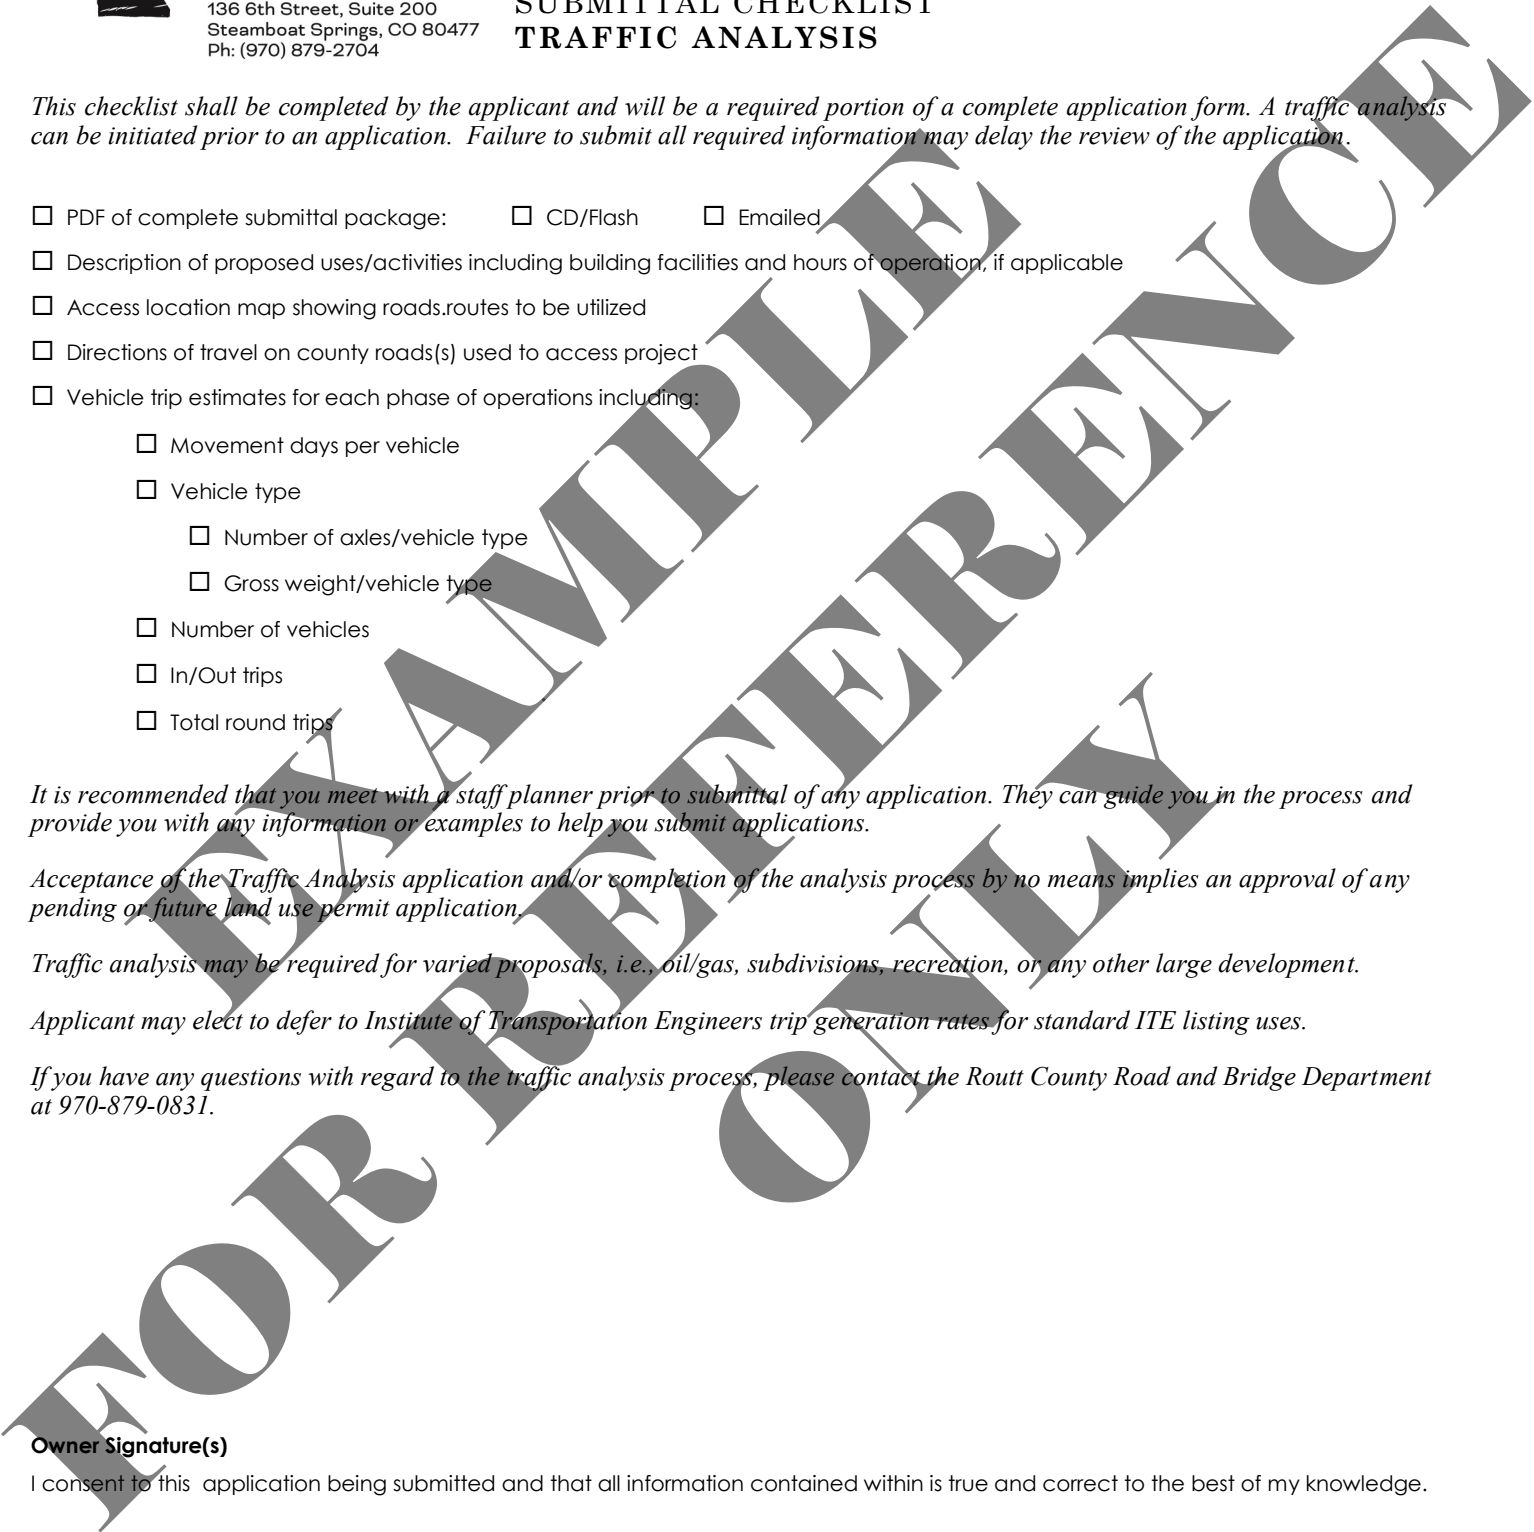 136 6th Street, Suite 200
Steamboat Springs, CO 80477
Ph: (970) 879-2704
SUBMITTAL CHECKLIST
TRAFFIC ANALYSIS
This checklist shall be completed by the applicant and will be a required portion of a complete application form. A traffic analysis
can be initiated prior to an application.  Failure to submit all required information may delay the review of the application.
☐ PDF of complete submittal package: ☐ CD/Flash ☐ Emailed
☐ Description of proposed uses/activities including building facilities and hours of operation, if applicable
☐ Access location map showing roads.routes to be utilized
☐ Directions of travel on county roads(s) used to access project
☐ Vehicle trip estimates for each phase of operations including:
☐ Movement days per vehicle
☐ Vehicle type
☐ Number of axles/vehicle type
☐ Gross weight/vehicle type
☐ Number of vehicles
☐ In/Out trips
☐ Total round trips
It is recommended that you meet with a staff planner prior to submittal of any application. They can guide you in the process and
provide you with any information or examples to help you submit applications.
Acceptance of the Traffic Analysis application and/or completion of the analysis process by no means implies an approval of any
pending or future land use permit application.
Traffic analysis may be required for varied proposals, i.e., oil/gas, subdivisions, recreation, or any other large development.
Applicant may elect to defer to Institute of Transportation Engineers trip generation rates for standard ITE listing uses.
If you have any questions with regard to the traffic analysis process, please contact the Routt County Road and Bridge Department
at 970-879-0831.
Owner Signature(s)
I consent to this  application being submitted and that all information contained within is true and correct to the best of my knowledge.
EXAMPLE
FOR REFERENCE
ONLY